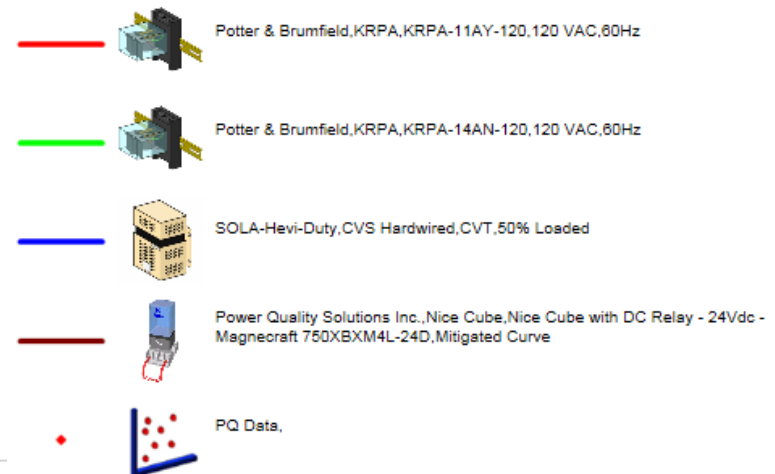 Potter & Brumfield,KRPA,KRPA-11AY-120,120 VAC,60Hz
Potter & Brumfield,KRPA,KRPA-14AN-120,120 VAC,60Hz
SOLA-Hevi-Duty,CVS Hardwired,CVT,50% Loaded
Power Quality Solutions Inc.,Nice Cube,Nice Cube with DC Relay - 24Vdc -
Magnecraft 750XBXM4L-24D,Mitigated Curve
PQ Data,